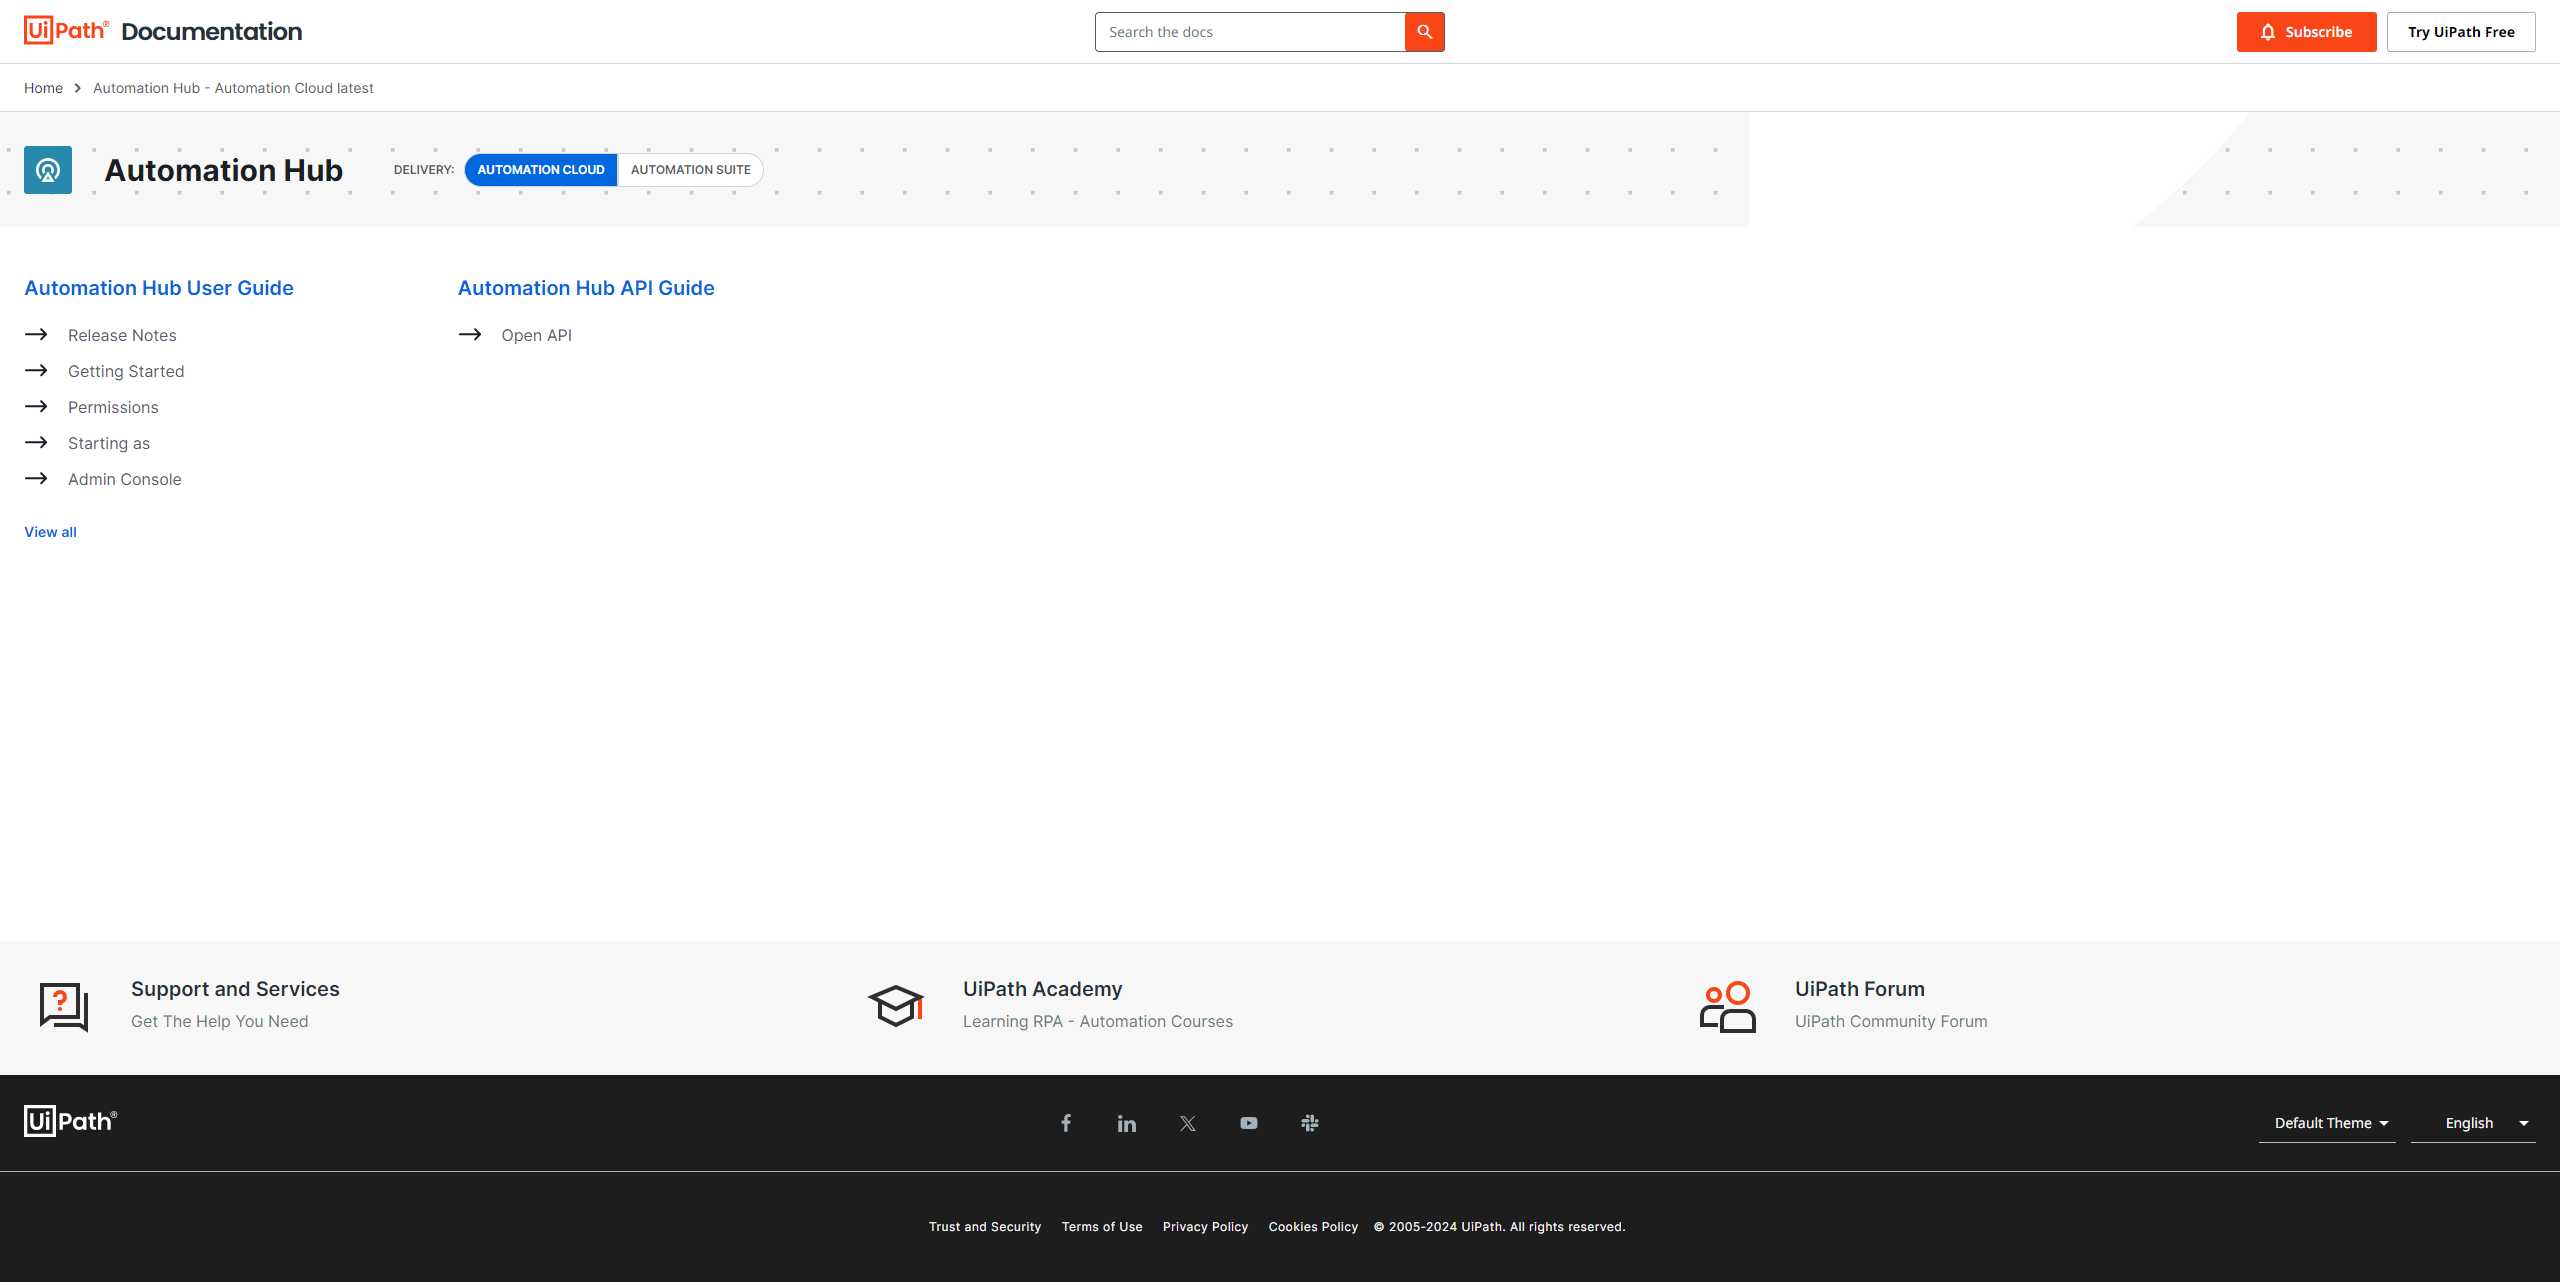 UiPath® Documentation
Search the docs
Subscribe
Try UiPath Free
Home > Automation Hub - Automation Cloud latest
Automation Hub
DELIVERY: AUTOMATION CLOUD AUTOMATION SUITE
Automation Hub User Guide
Release Notes
Getting Started
Permissions
Starting as
Admin Console
View all
Automation Hub API Guide
Open API
Support and Services
Get The Help You Need
UiPath Academy
Learning RPA - Automation Courses
UiPath Forum
UiPath Community Forum
UiPath®
Default Theme
English
Trust and Security Terms of Use Privacy Policy Cookies Policy © 2005-2024 UiPath. All rights reserved.